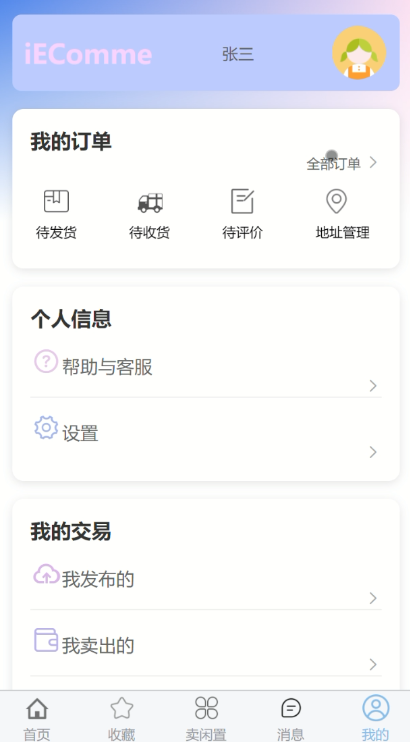 iEComme 张三
我的订单
全部订单
待发货 待收货 待评价 地址管理
个人信息
帮助与客服
设置
我的交易
我发布的
我卖出的
首页 收藏 卖闲置 消息 我的